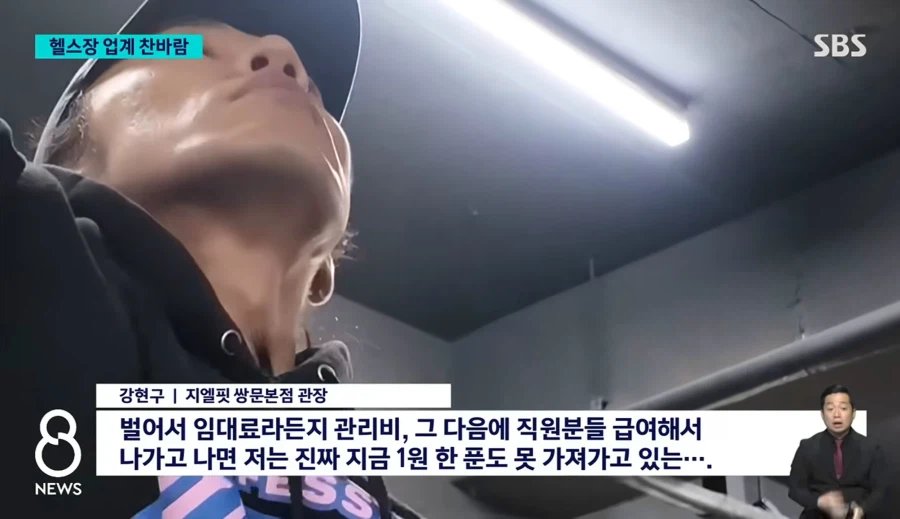 헬스장 업계 찬바람
SBS
강현구 | 지엘핏 쌍문본점 관장
벌어서 임대료라든지 관리비, 그 다음에 직원분들 급여해서
나가고 나면 저는 진짜 지금 1원 한 푼도 못 가져가고 있는….
8
NEWS
ESS